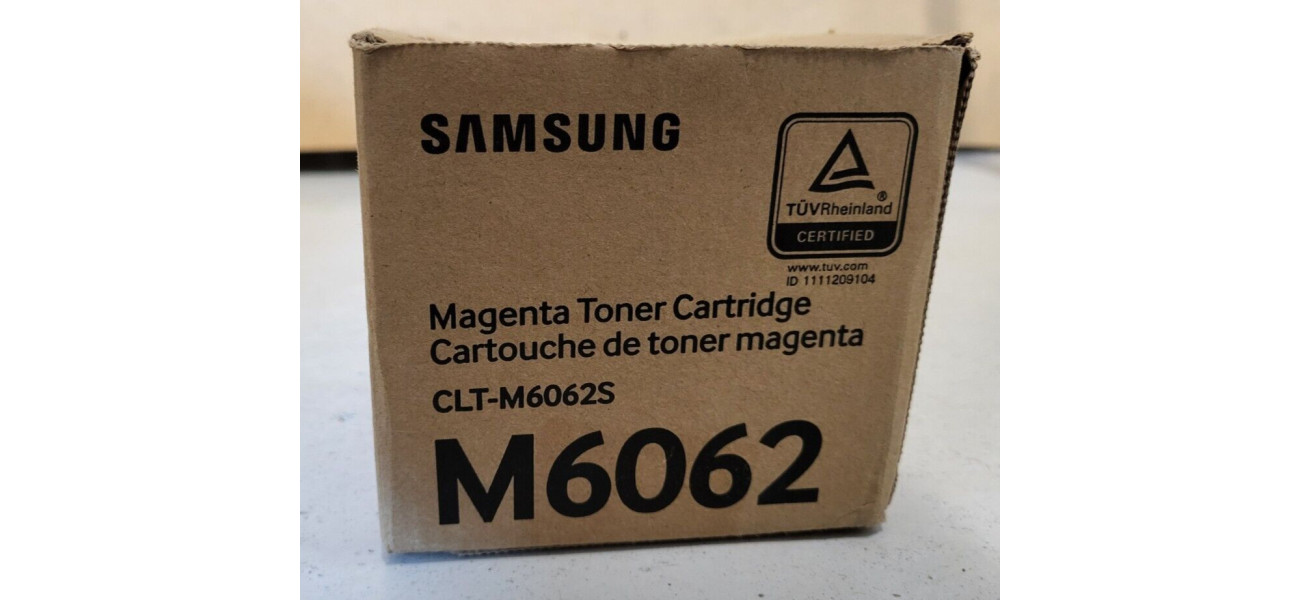 SAMSUNG
TÜVRheinland®
CERTIFIED
www.tuv.com
ID 1111209104
Magenta Toner Cartridge
Cartouche de toner magenta
CLT-M6062S
M6062